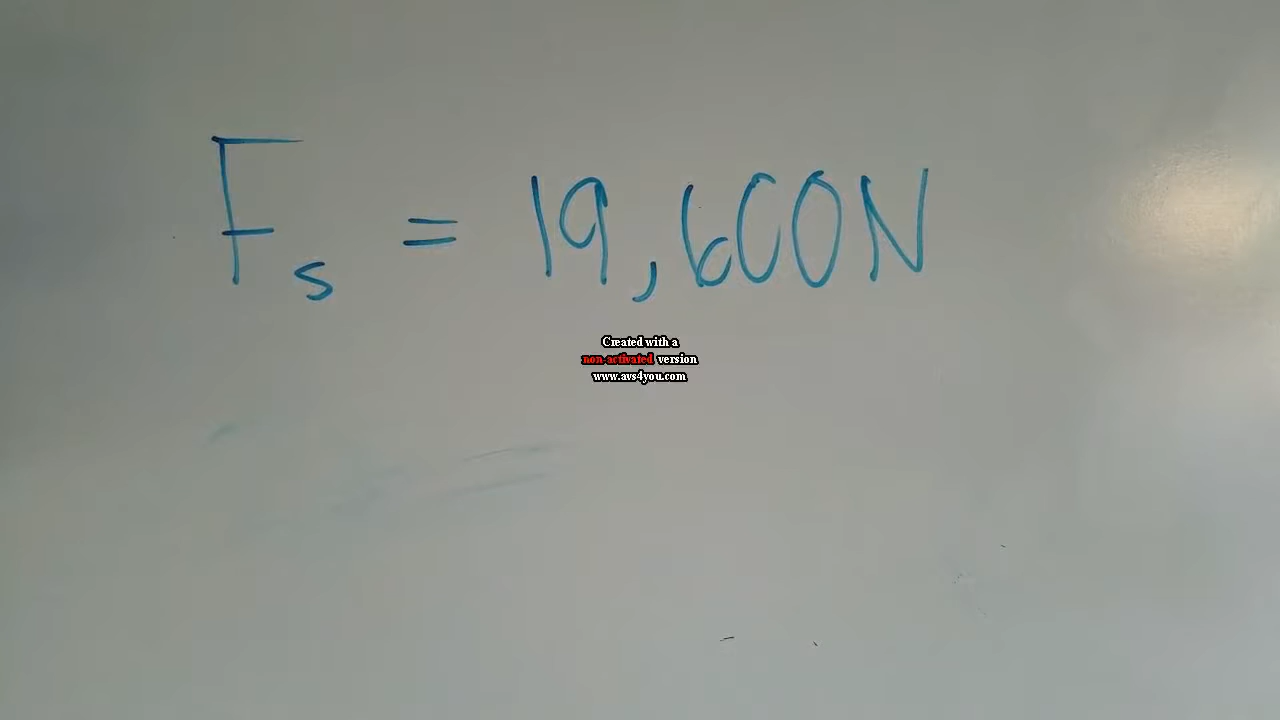 Fs = 19,600N
Created with a
non-activated version
www.avs4you.com